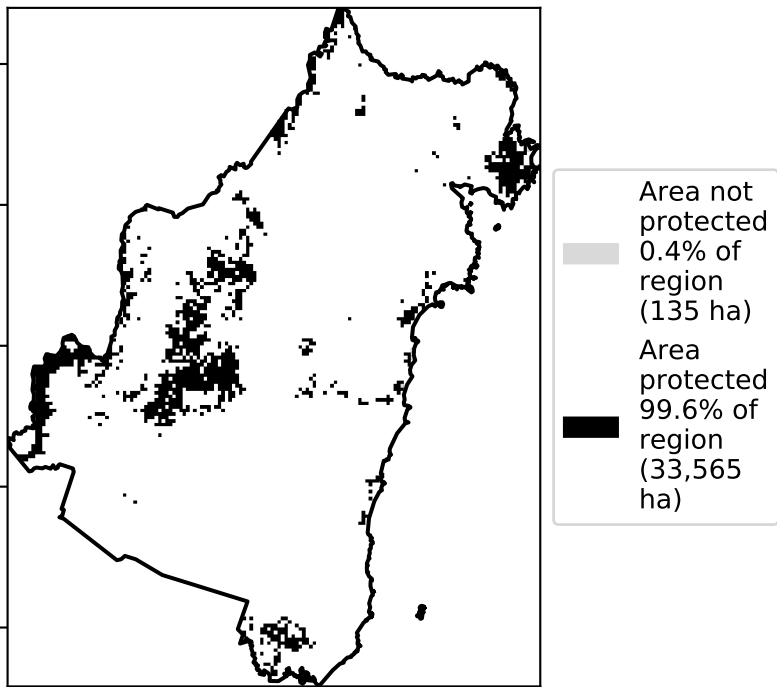 Area not
protected
0.4% of
region
(135 ha)
Area
protected
99.6% of
region
(33,565
ha)